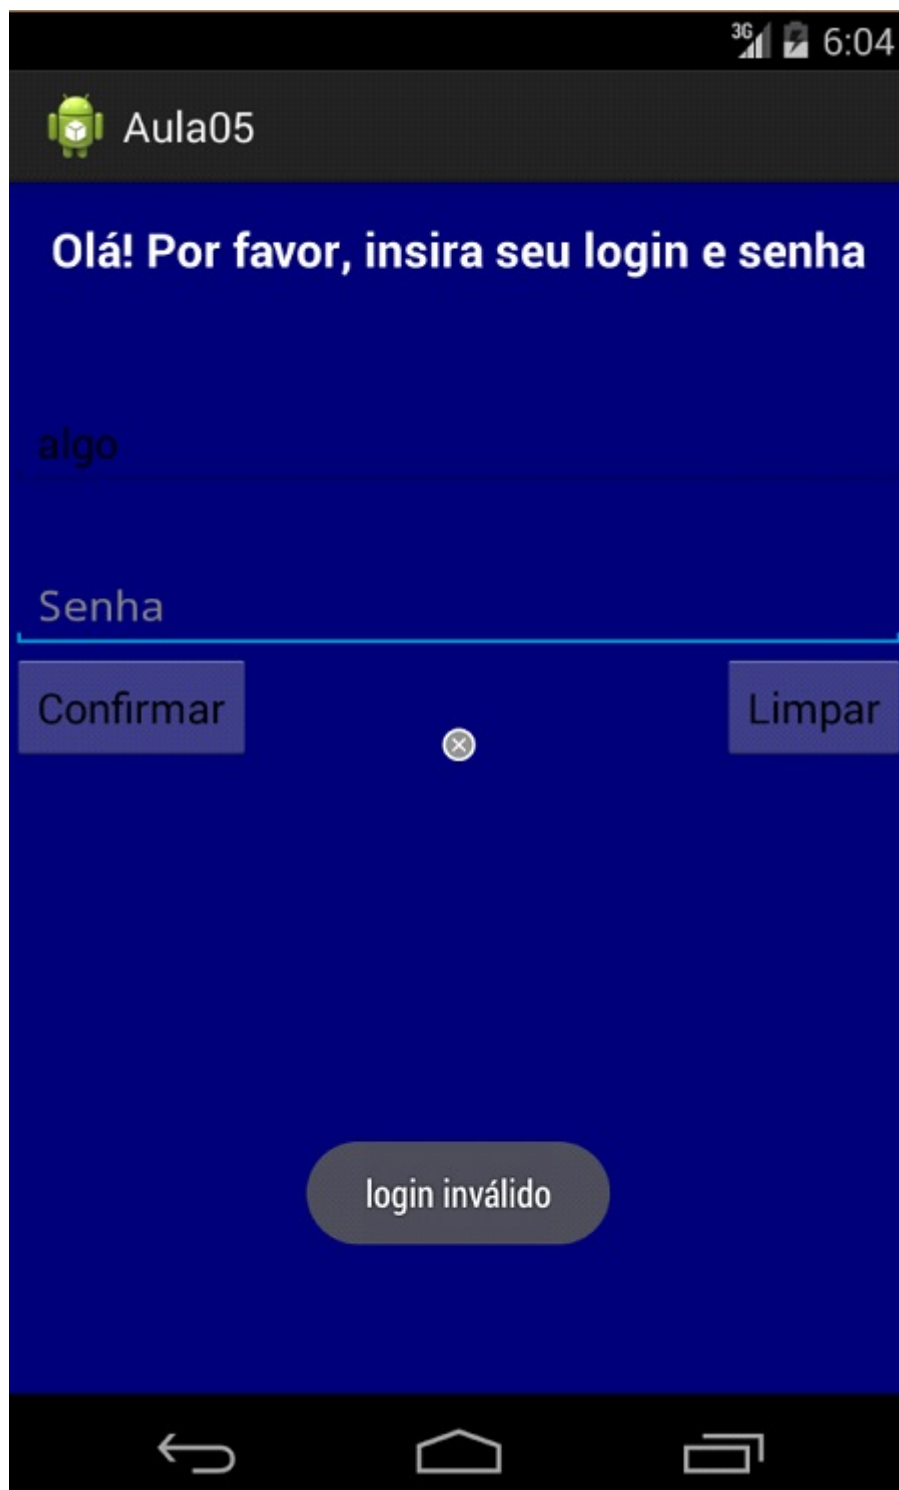 3G 6:04
Aula05
Olá! Por favor, insira seu login e senha
algo
Senha
Confirmar Limpar
login inválido